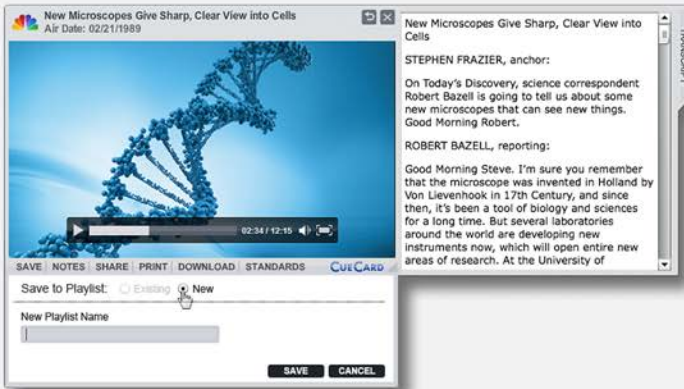 New Microscopes Give Sharp, Clear View into Cells
Air Date: 02/21/1989
02:34 / 12:15
SAVE NOTES SHARE PRINT DOWNLOAD STANDARDS CUECARD
Save to Playlist: Existing New
New Playlist Name
SAVE CANCEL
New Microscopes Give Sharp, Clear View into
Cells
STEPHEN FRAZIER, anchor:
On Today's Discovery, science correspondent
Robert Bazell is going to tell us about some
new microscopes that can see new things.
Good Morning Robert.
ROBERT BAZELL, reporting:
Good Morning Steve. I'm sure you remember
that the microscope was invented in Holland by
Von Lievenhook in 17th Century, and since
then, it's been a tool of biology and sciences
for a long time. But several laboratories
around the world are developing new
instruments now, which will open entire new
areas of research. At the University of